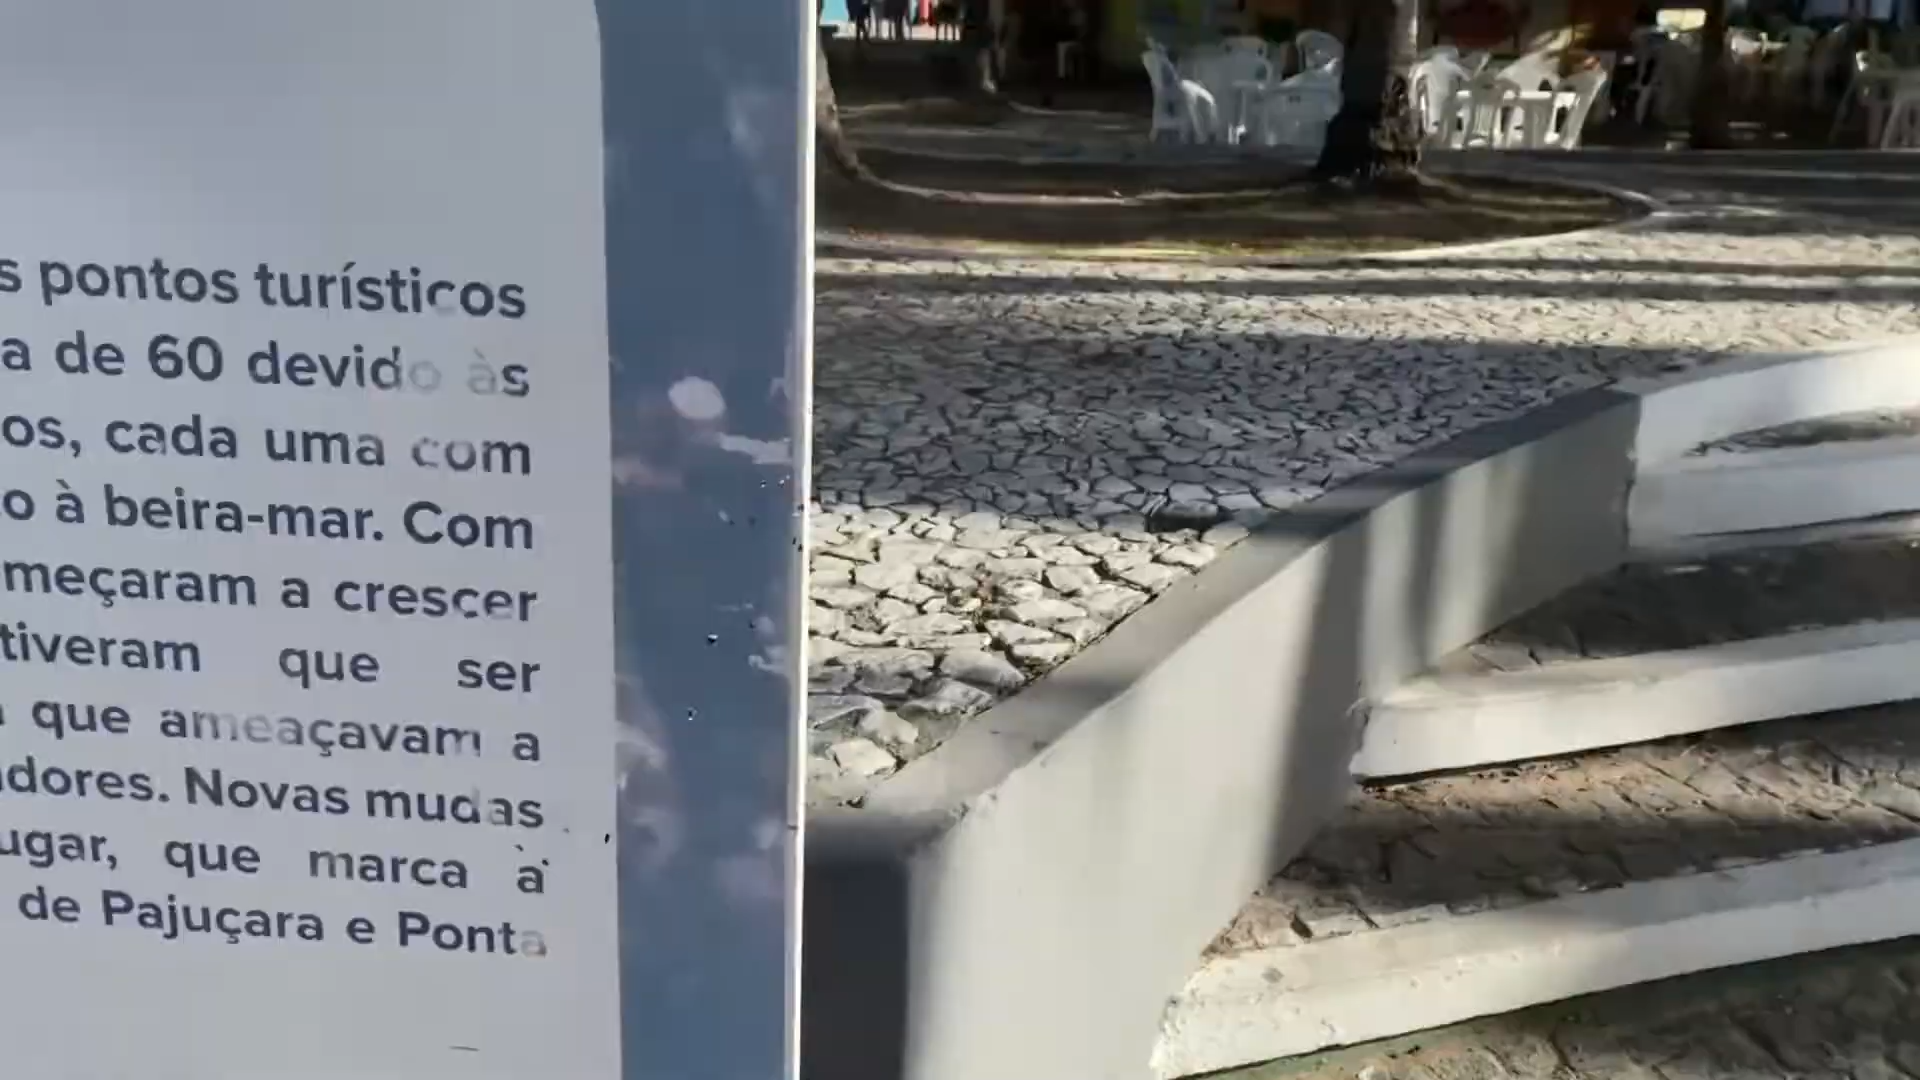 s pontos turísticos
a de 60 devido às
os, cada uma com
o à beira-mar. Com
meçaram a crescer
tiveram que ser
que ameaçavam a
dores. Novas mudas
ugar, que marca a
de Pajuçara e Ponta